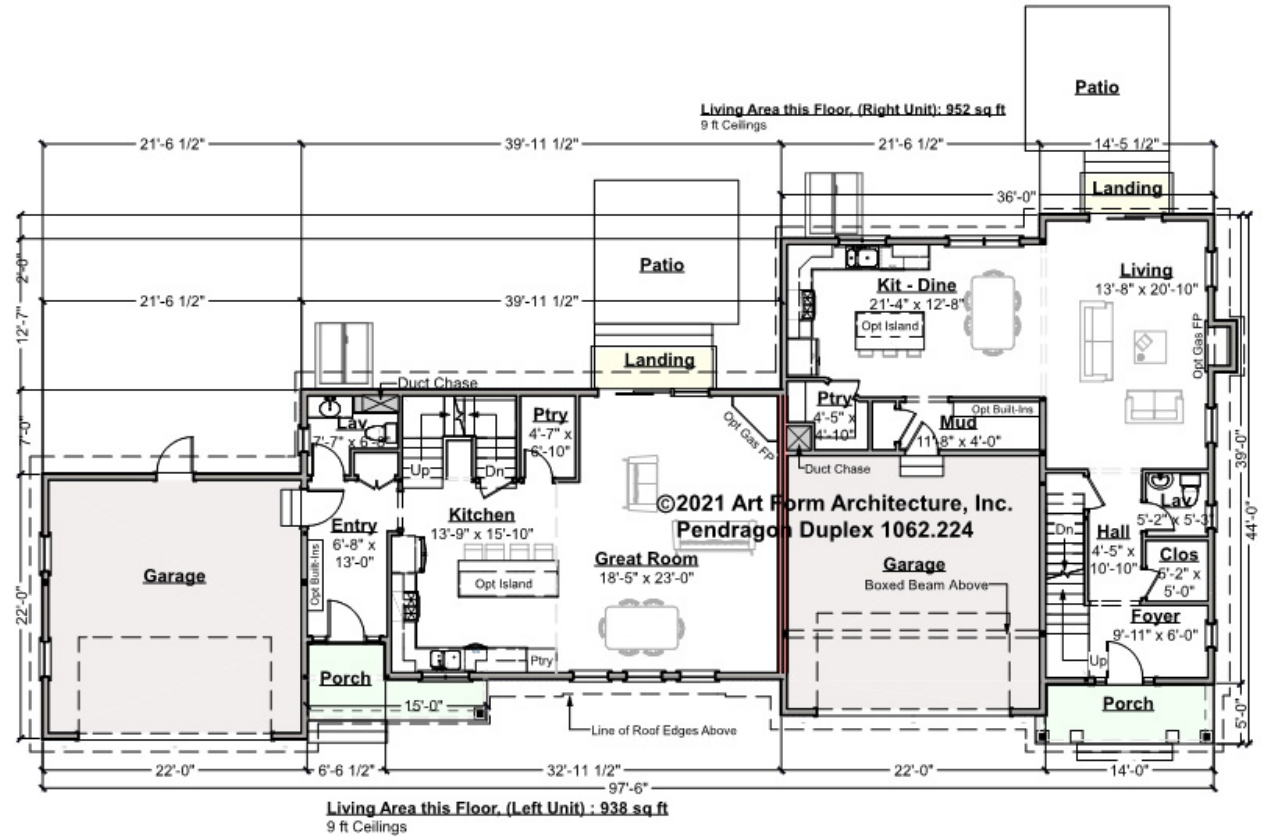 Patio
Living Area this Floor, (Right Unit): 952 sq ft
9 ft Ceilings
21'-6 1/2"
39'-11 1/2"
21'-6 1/2"
14'-5 1/2"
Landing
36'-0"
2'-0"
Patio
Living
13'-8" x 20'-10"
Kit - Dine
21'-4" x 12'-8"
21'-6 1/2"
39'-11 1/2"
12'-7"
Opt Island
Opt Gas FP
Landing
Duct Chase
Ptry
4'-5" x
4'-10"
Opt Built-Ins
Mud
11'-8" x 4'-0"
Lav
7'-7" x 6'-8"
Ptry
4'-7" x
6'-10"
Opt Gas FP
7'-0"
39'-0"
44'-0"
Up
Dn
Duct Chase
©2021 Art Form Architecture, Inc.
Pendragon Duplex 1062.224
Lav
5'-2" x 5'-3"
Kitchen
13'-9" x 15'-10"
Entry
6'-8" x
13'-0"
Dn
Hall
4'-5" x
10'-10"
Clos
5'-2" x
5'-0"
Great Room
18'-5" x 23'-0"
Garage
Boxed Beam Above
Garage
Opt Built-Ins
Opt Island
22'-0"
Foyer
9'-11" x 6'-0"
Up
Ptry
Porch
15'-0"
Porch
5'-0"
Line of Roof Edges Above
22'-0"
6'-6 1/2"
32'-11 1/2"
22'-0"
14'-0"
97'-6"
Living Area this Floor, (Left Unit) : 938 sq ft
9 ft Ceilings